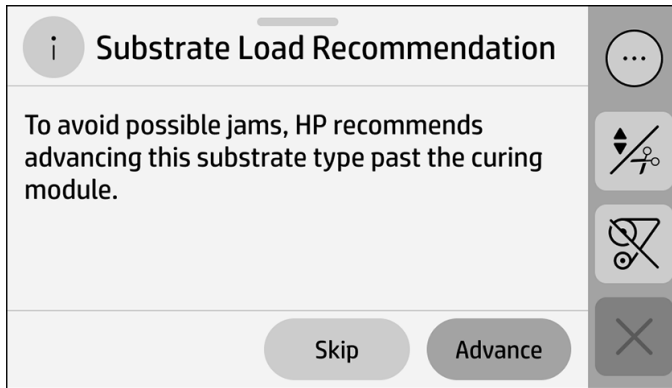 i
Substrate Load Recommendation
To avoid possible jams, HP recommends
advancing this substrate type past the curing
module.
Skip
Advance